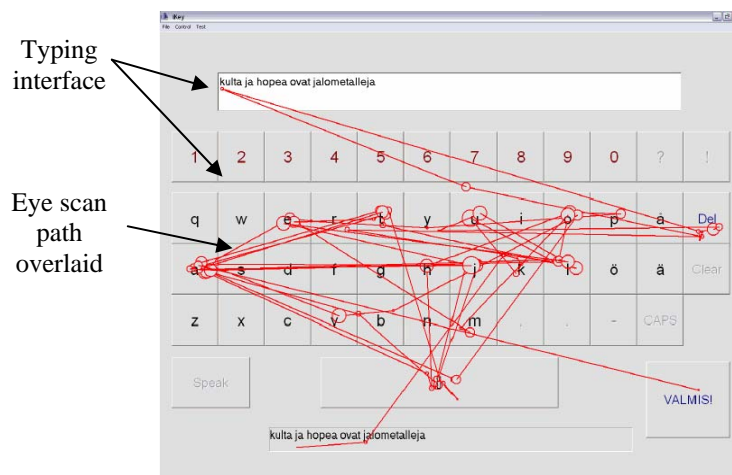 iKey
File Control Test
Typing
interface
kulta ja hopea ovat jalometalleja
1 2 3 4 5 6 7 8 9 0 ? !
Eye scan
path
overlaid
q w e r t y u i o p å Del
a s d f g h j k l ö ä Clear
z x c v b n m , . - CAPS
Speak
VALMIS!
kulta ja hopea ovat jalometalleja